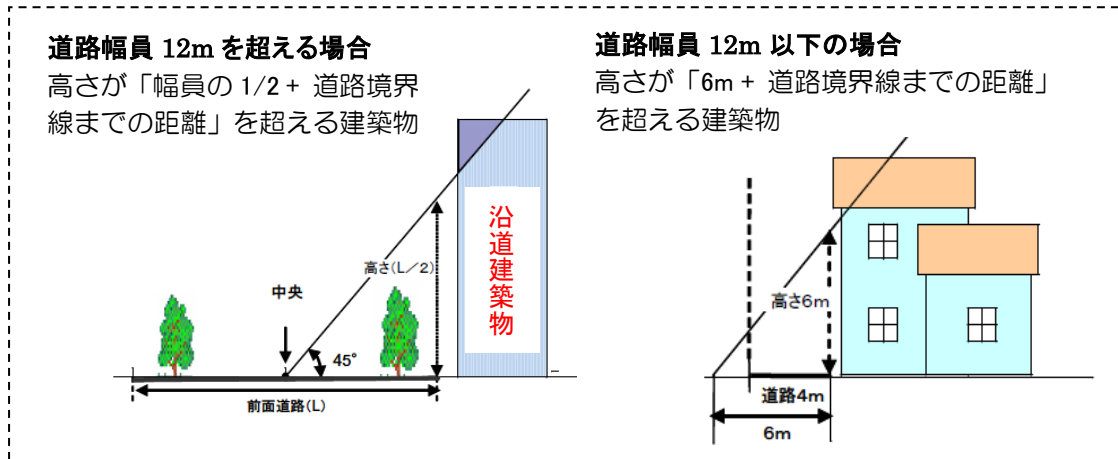 道路幅員 12m を超える場合
高さが「幅員の 1/2 + 道路境界
線までの距離」を超える建築物
沿道建築物
高さ(L/2)
中央
45°
前面道路(L)
道路幅員 12m 以下の場合
高さが「6m + 道路境界線までの距離」
を超える建築物
高さ6m
道路4m
6m